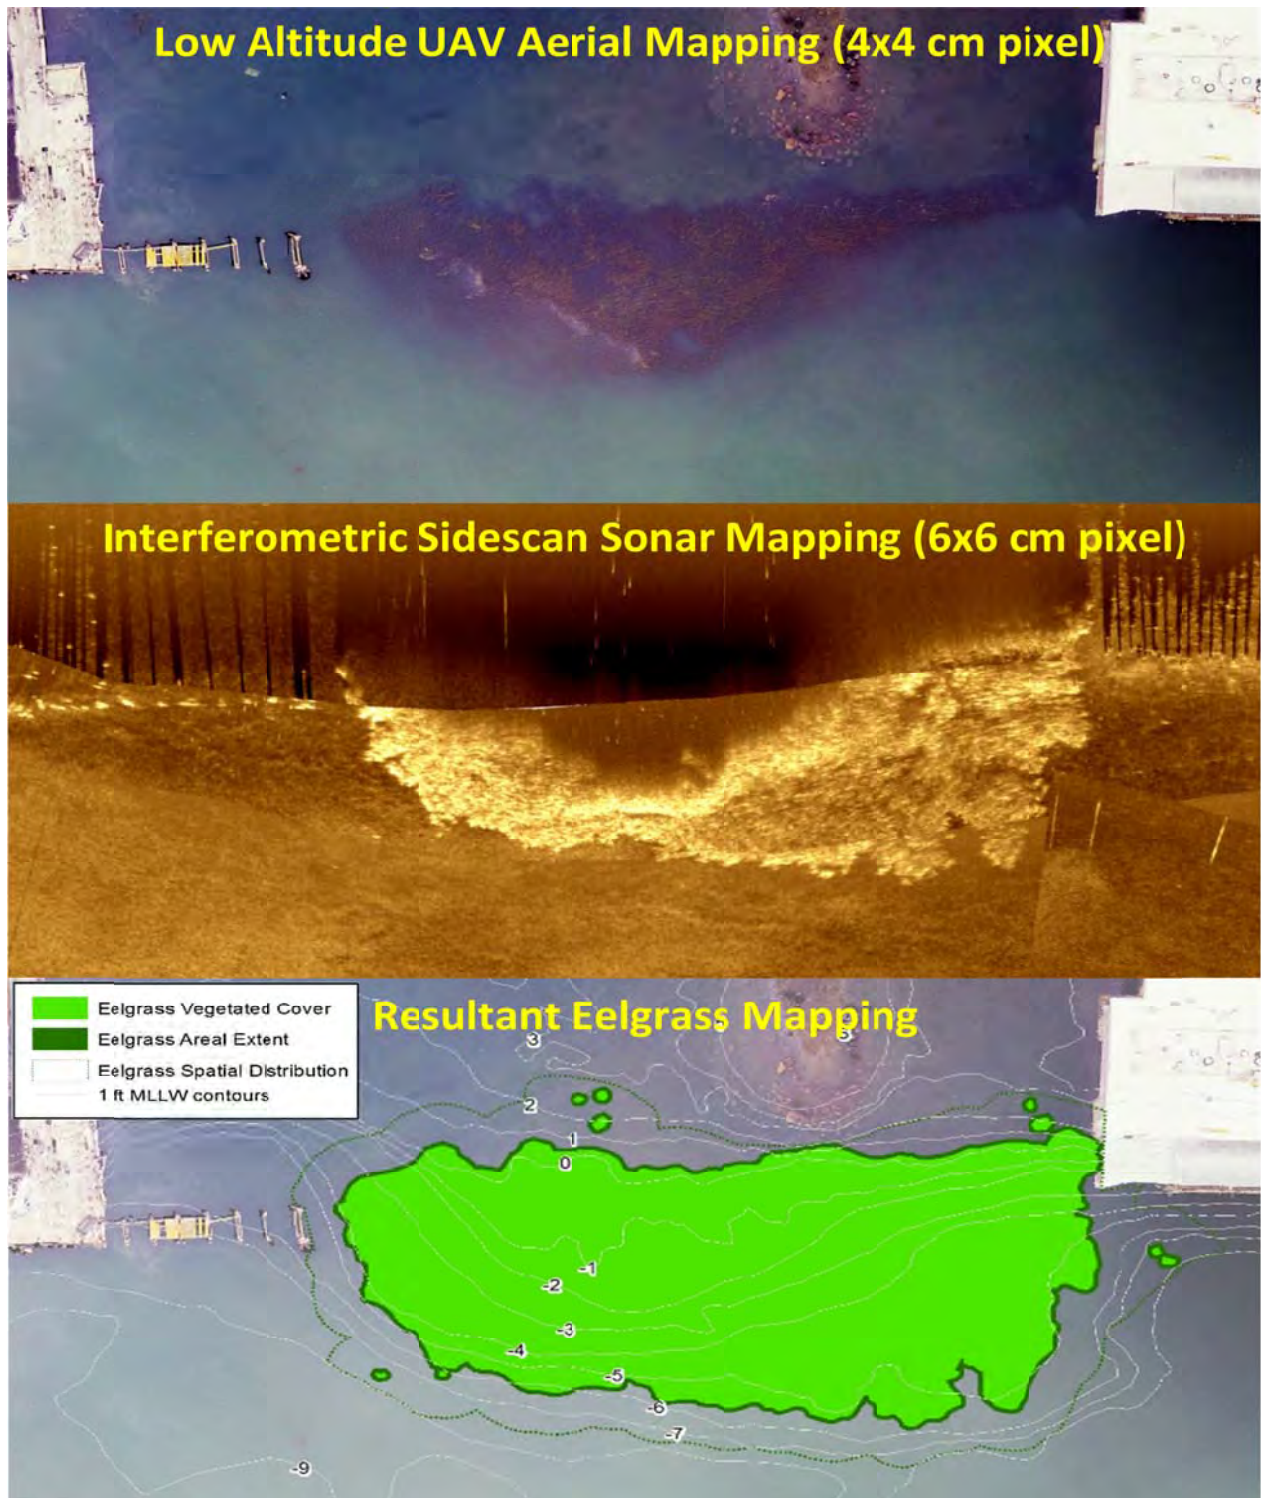 Low Altitude UAV Aerial Mapping (4x4 cm pixel)
Interferometric Sidescan Sonar Mapping (6x6 cm pixel)
Resultant Eelgrass Mapping
Eelgrass Vegetated Cover
Eelgrass Areal Extent
Eelgrass Spatial Distribution
1 ft MLLW contours
3
2
1
0
-1
-2
-3
-4
-5
-6
-7
-9